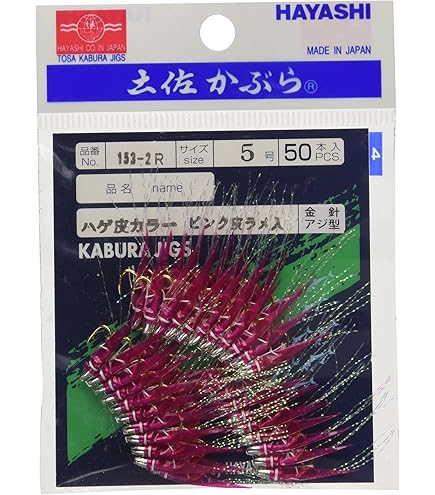 HAYASHI
HAYASHI CO IN JAPAN
TOSA KABURA JIGS
MADE IN JAPAN
土佐かぶら®
品番 No. 153-2R サイズ size 5号 50本入 PCS.
4
品名 name
ハゲ皮カラー ピンク皮ラメ入 金針 アジ型
KABURA JIGS